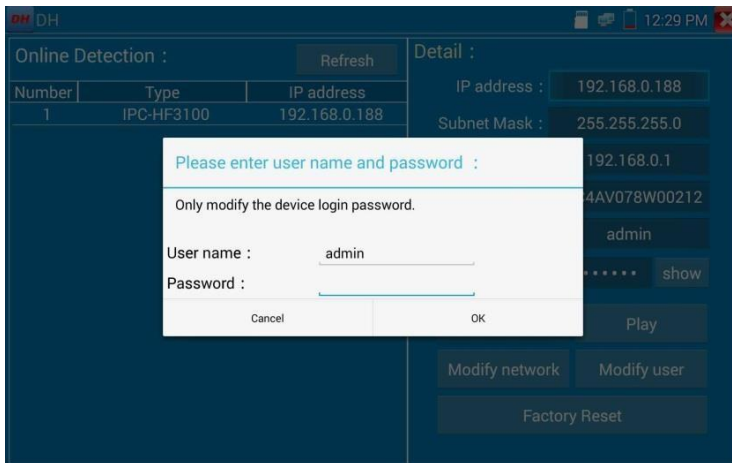 DH DH
12:29 PM
Online Detection :
Refresh
Number Type IP address
1 IPC-HF3100 192.168.0.188
Please enter user name and password :
Only modify the device login password.
User name : admin
Password :
Cancel OK
Detail :
IP address : 192.168.0.188
Subnet Mask : 255.255.255.0
192.168.0.1
4AV078W00212
admin
•••••• show
Play
Modify network Modify user
Factory Reset